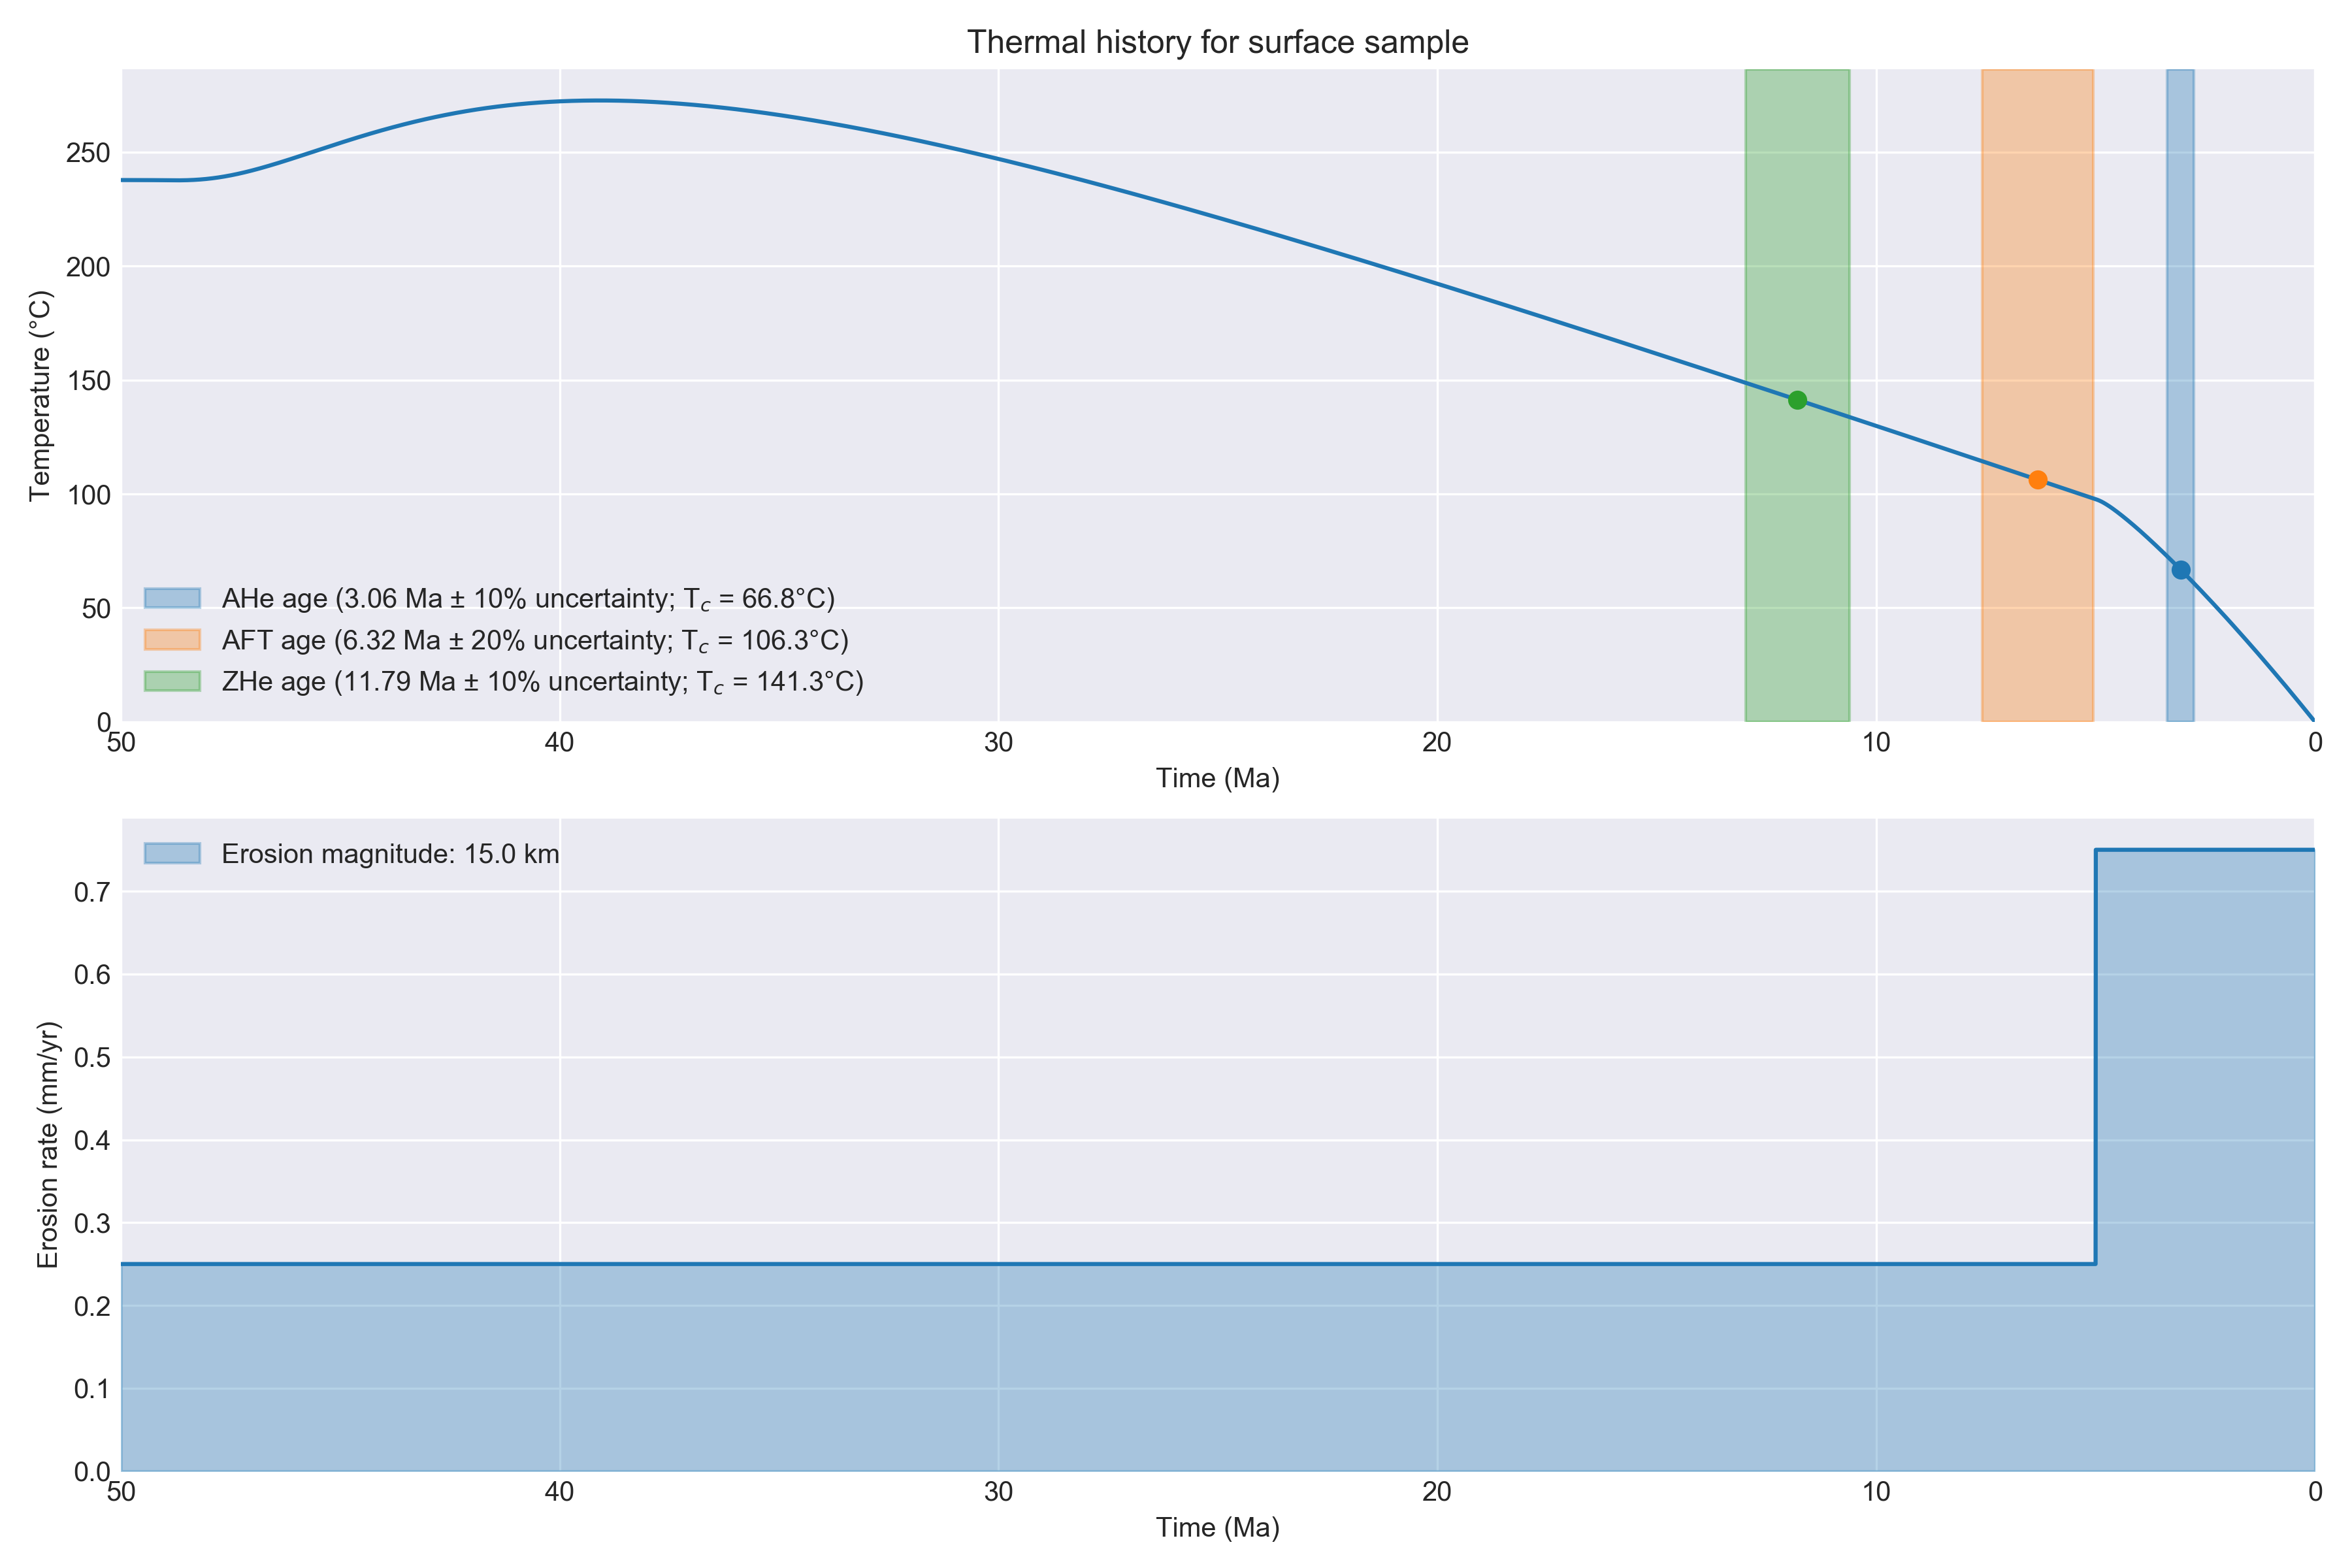 Thermal history for surface sample
250
200
150
100
50
0
Temperature (°C)
AHe age (3.06 Ma ± 10% uncertainty; T_c = 66.8°C)
AFT age (6.32 Ma ± 20% uncertainty; T_c = 106.3°C)
ZHe age (11.79 Ma ± 10% uncertainty; T_c = 141.3°C)
50 40 30 20 10 0
Time (Ma)
Erosion magnitude: 15.0 km
0.7
0.6
0.5
0.4
0.3
0.2
0.1
0.0
Erosion rate (mm/yr)
50 40 30 20 10 0
Time (Ma)